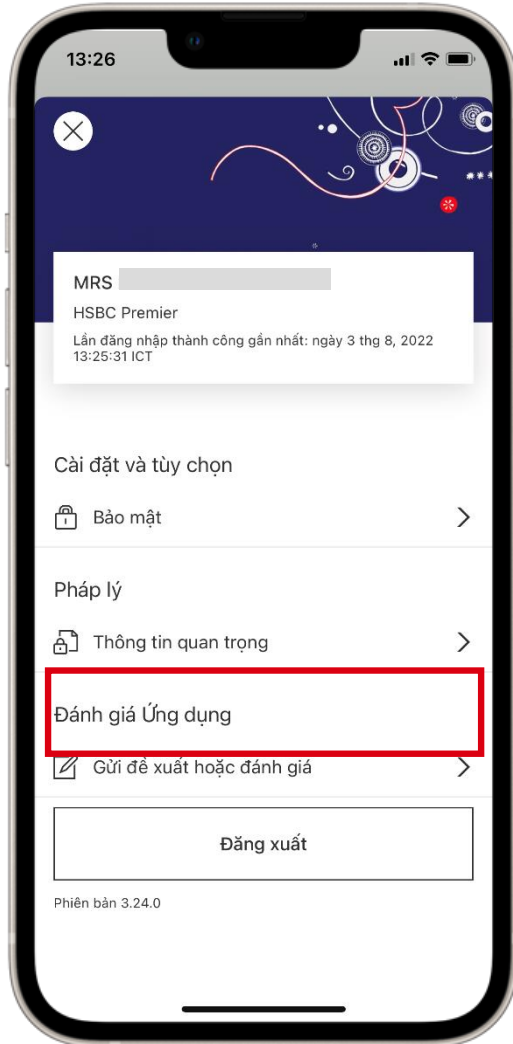 13:26
MRS
HSBC Premier
Lần đăng nhập thành công gần nhất: ngày 3 thg 8, 2022
13:25:31 ICT
Cài đặt và tùy chọn
Bảo mật
Pháp lý
Thông tin quan trọng
Đánh giá Ứng dụng
Gửi đề xuất hoặc đánh giá
Đăng xuất
Phiên bản 3.24.0